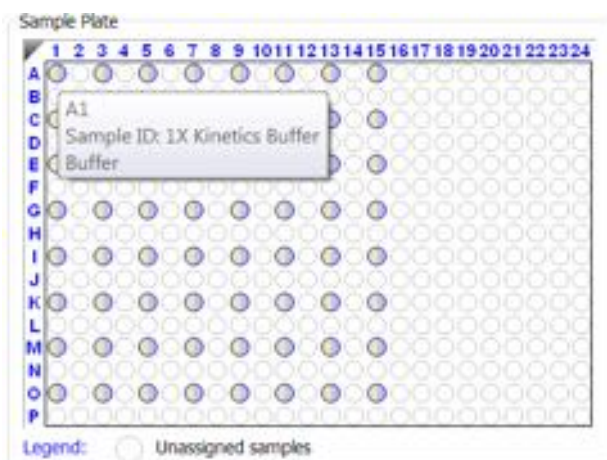 Sample Plate
1 2 3 4 5 6 7 8 9 10 11 12 13 14 15 16 17 18 19 20 21 22 23 24
A
B
A1
C
Sample ID: 1X Kinetics Buffer
D
E
Buffer
F
G
H
I
J
K
L
M
N
O
P
Legend: Unassigned samples